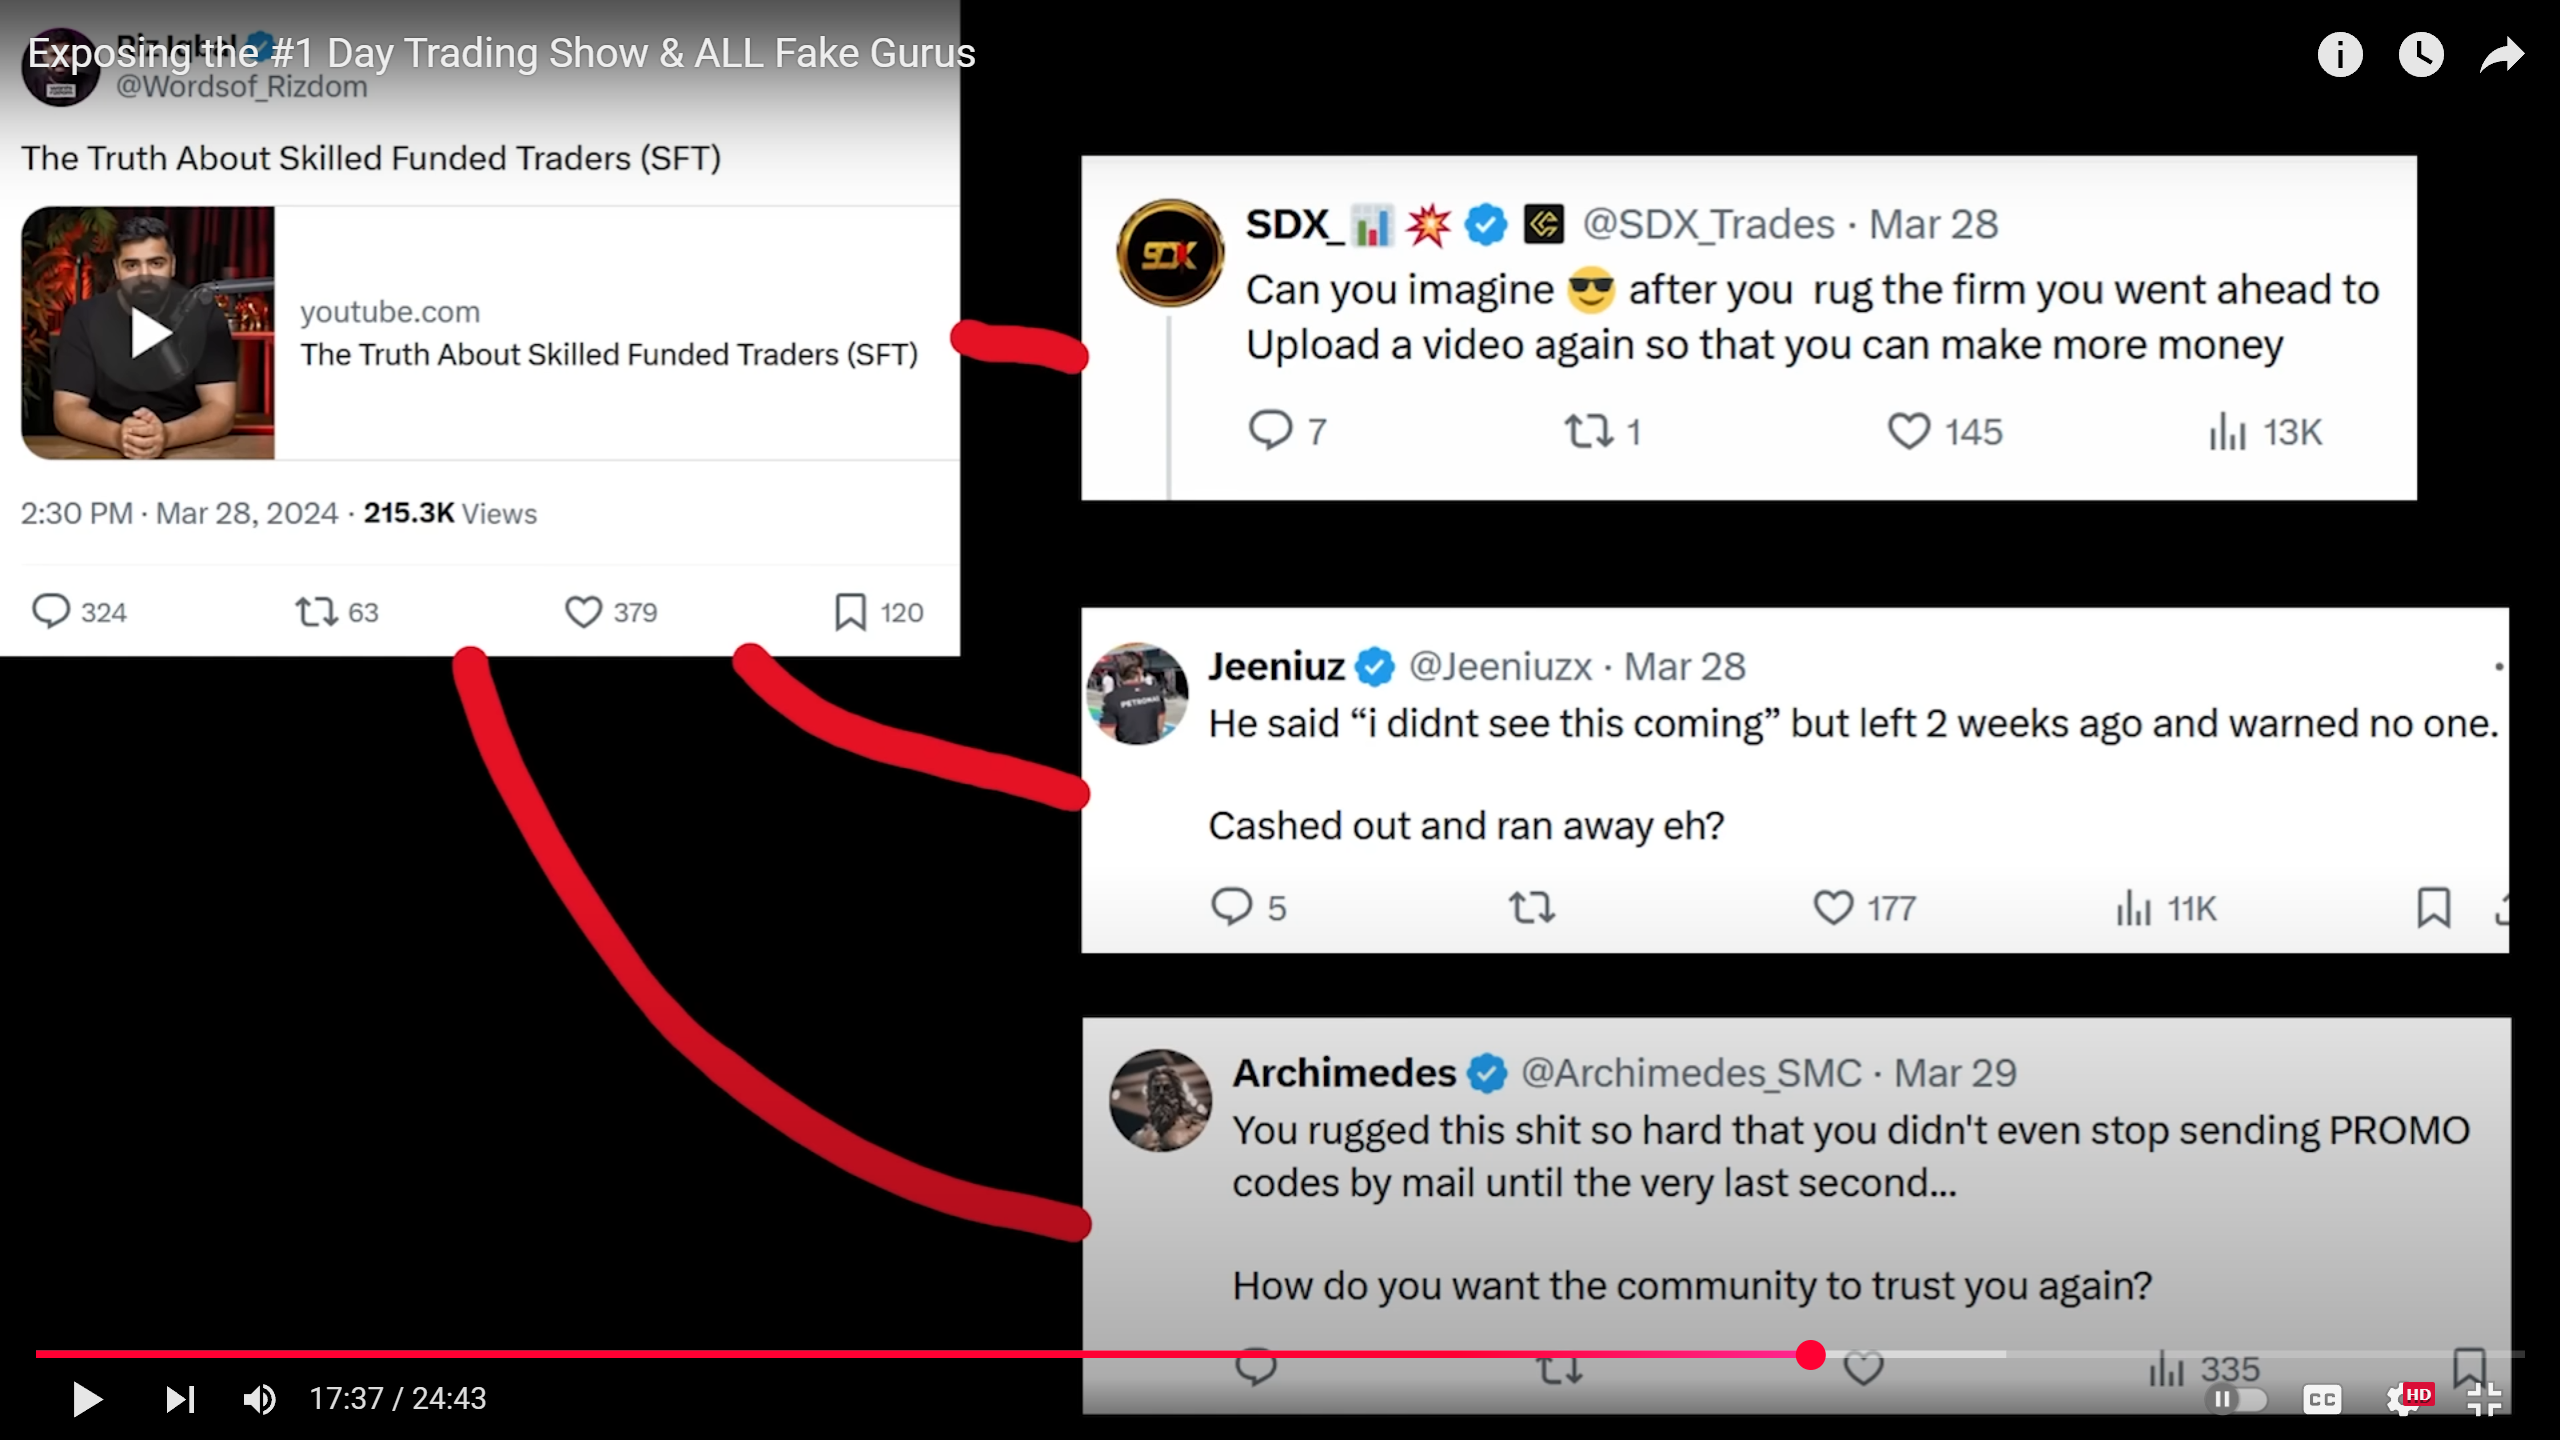 Exposing the #1 Day Trading Show & ALL Fake Gurus
Riz Iqbal
@Wordsof_Rizdom
The Truth About Skilled Funded Traders (SFT)
youtube.com
The Truth About Skilled Funded Traders (SFT)
2:30 PM · Mar 28, 2024 · 215.3K Views
324 63 379 120
SDX_📊 💥 @SDX_Trades · Mar 28
Can you imagine 😎 after you rug the firm you went ahead to
Upload a video again so that you can make more money
7 1 145 13K
Jeeniuz @Jeeniuzx · Mar 28
He said “i didnt see this coming” but left 2 weeks ago and warned no one.
Cashed out and ran away eh?
5 177 11K
Archimedes @Archimedes_SMC · Mar 29
You rugged this shit so hard that you didn't even stop sending PROMO
codes by mail until the very last second...
How do you want the community to trust you again?
335
17:37 / 24:43
CC HD
SDX
PETRONAS